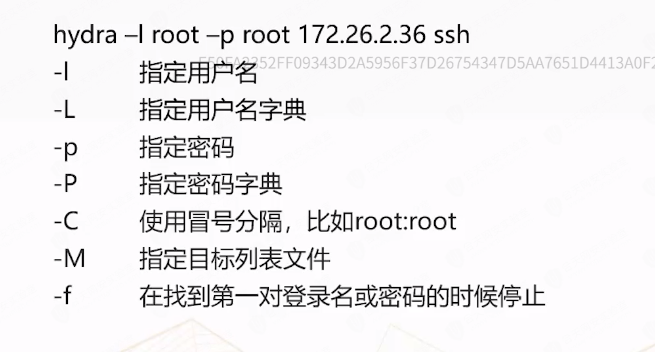 hydra –l root –p root 172.26.2.36 ssh
-l 指定用户名
-L 指定用户名字典
-p 指定密码
-P 指定密码字典
-C 使用冒号分隔，比如root:root
-M 指定目标列表文件
-f 在找到第一对登录名或密码的时候停止